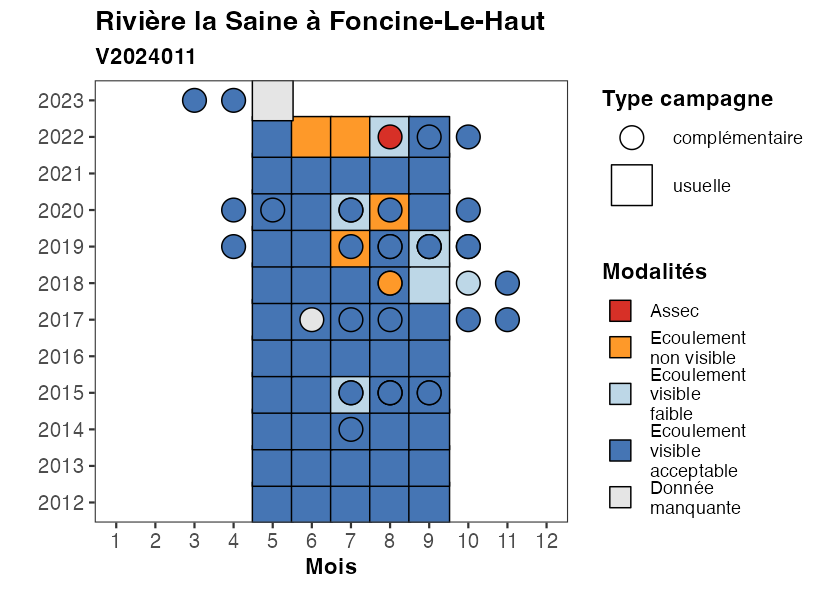 Rivière la Saine à Foncine-Le-Haut
V2024011
2023
2022
2021
2020
2019
2018
2017
2016
2015
2014
2013
2012
1 2 3 4 5 6 7 8 9 10 11 12
Mois
Type campagne
complémentaire
usuelle
Modalités
Assec
Ecoulement
non visible
Ecoulement
visible
faible
Ecoulement
visible
acceptable
Donnée
manquante